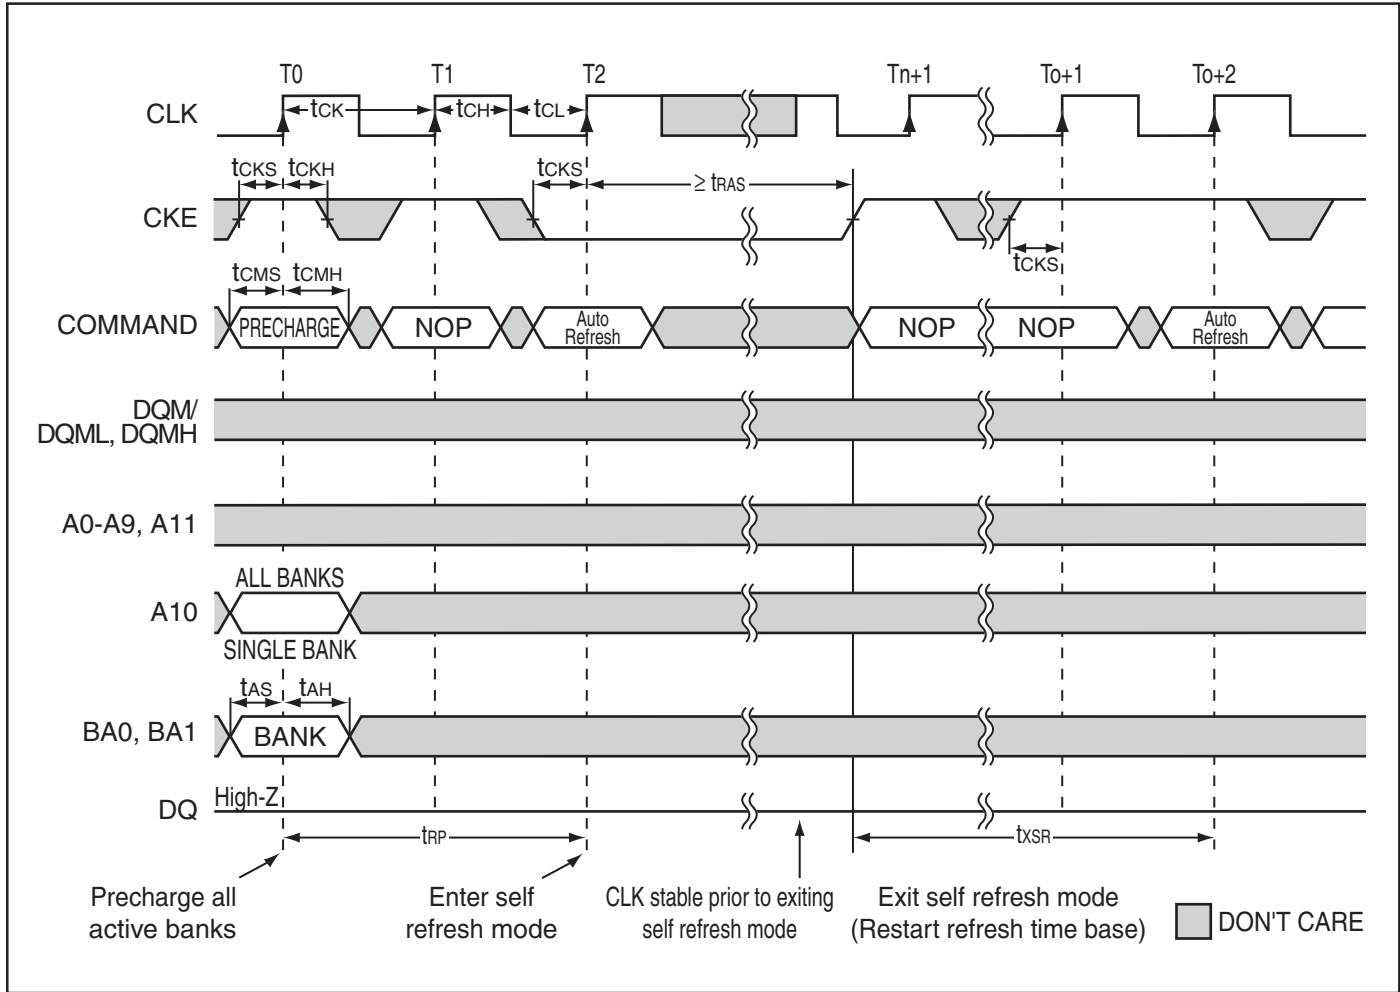 T0 T1 T2 Tn+1 To+1 To+2
CLK
tCK tCH tCL
tCKS tCKH tCKS ≥ tRAS
CKE
tCKS
tCMS tCMH
COMMAND PRECHARGE NOP Auto Refresh NOP NOP Auto Refresh
DQM/
DQML, DQMH
A0-A9, A11
ALL BANKS
A10
SINGLE BANK
tAS tAH
BA0, BA1 BANK
DQ High-Z
tRP tXSR
Precharge all
active banks
Enter self
refresh mode
CLK stable prior to exiting
self refresh mode
Exit self refresh mode
(Restart refresh time base)
DON'T CARE